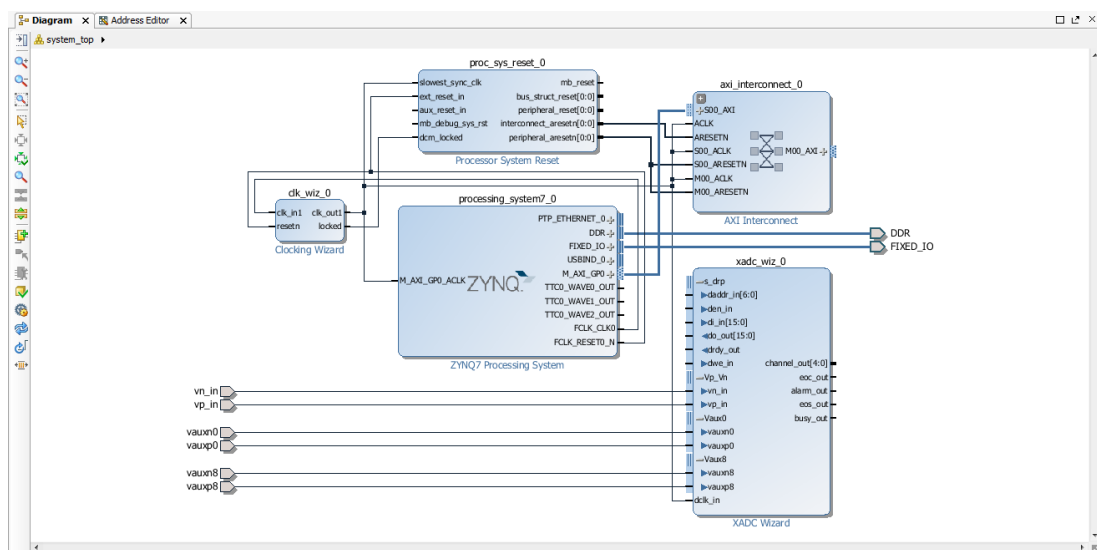 Diagram
Address Editor
system_top
proc_sys_reset_0
slowest_sync_clk
ext_reset_in
aux_reset_in
mb_debug_sys_rst
dcm_locked
mb_reset
bus_struct_reset[0:0]
peripheral_reset[0:0]
interconnect_aresetn[0:0]
peripheral_aresetn[0:0]
Processor System Reset
axi_interconnect_0
S00_AXI
ACLK
ARESETN
S00_ACLK
S00_ARESETN
M00_ACLK
M00_ARESETN
M00_AXI
AXI Interconnect
clk_wiz_0
clk_in1
resetn
clk_out1
locked
Clocking Wizard
processing_system7_0
M_AXI_GP0_ACLK
ZYNQ
PTP_ETHERNET_0
DDR
FIXED_IO
USBIND_0
M_AXI_GP0
TTC0_WAVE0_OUT
TTC0_WAVE1_OUT
TTC0_WAVE2_OUT
FCLK_CLK0
FCLK_RESET0_N
ZYNQ7 Processing System
DDR
FIXED_IO
xadc_wiz_0
s_drp
daddr_in[6:0]
den_in
di_in[15:0]
do_out[15:0]
drdy_out
dwe_in
Vp_Vn
vn_in
vp_in
Vaux0
vauxn0
vauxp0
Vaux8
vauxn8
vauxp8
dclk_in
channel_out[4:0]
eoc_out
alarm_out
eos_out
busy_out
XADC Wizard
vn_in
vp_in
vauxn0
vauxp0
vauxn8
vauxp8